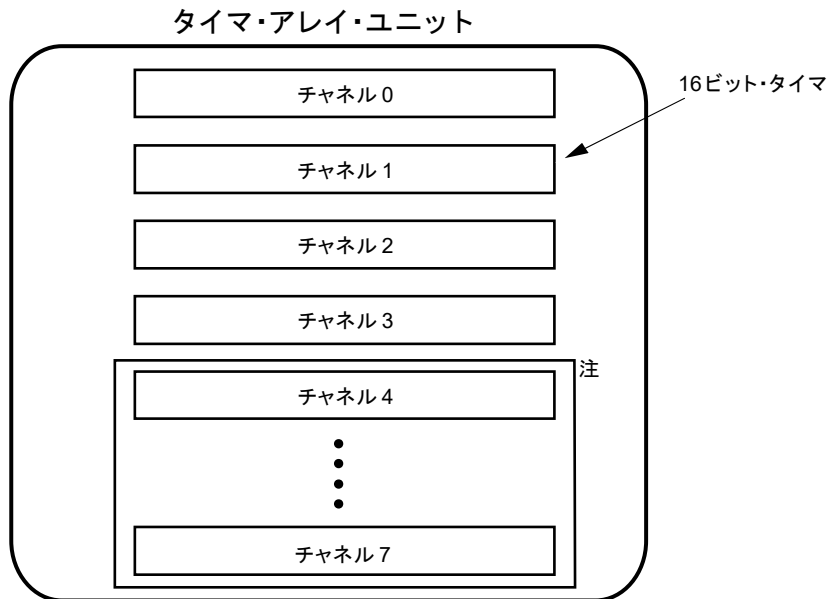 タイマ・アレイ・ユニット
チャネル 0
16ビット・タイマ
チャネル 1
チャネル 2
チャネル 3
注
チャネル 4
チャネル 7